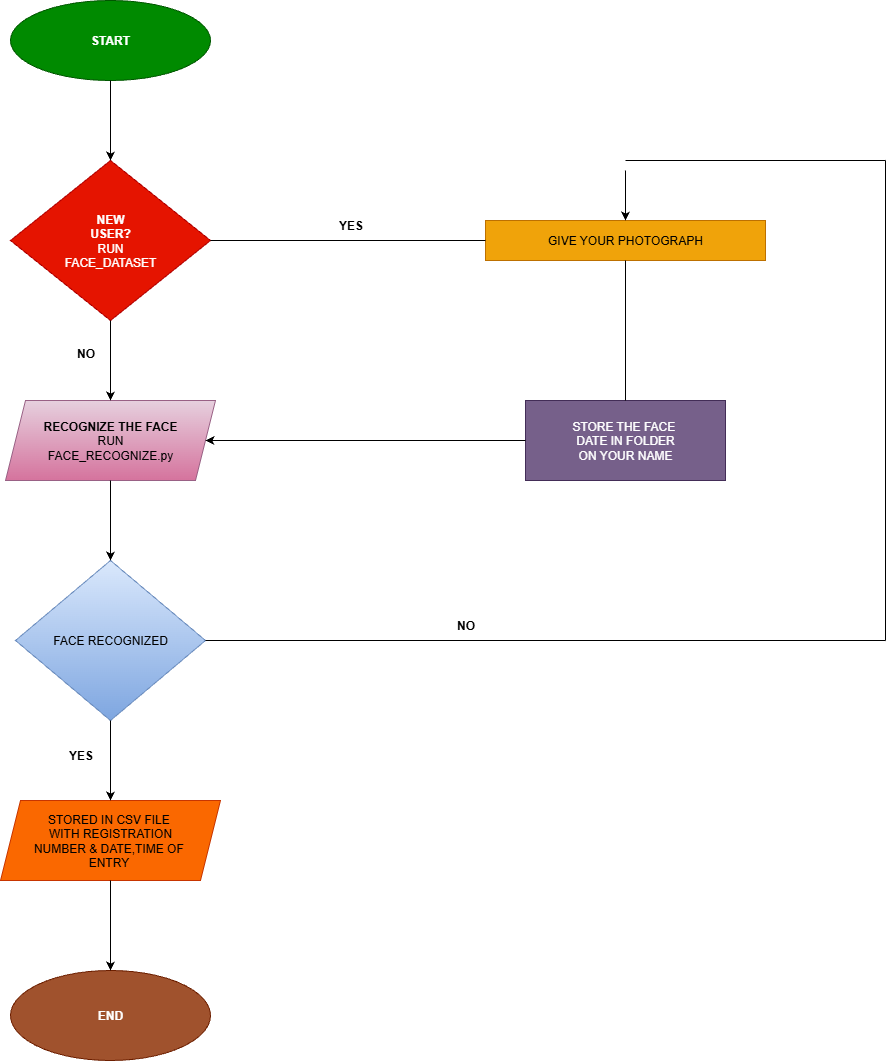 START
NEW
USER?
RUN
FACE_DATASET
YES
GIVE YOUR PHOTOGRAPH
NO
RECOGNIZE THE FACE
RUN
FACE_RECOGNIZE.py
STORE THE FACE
DATE IN FOLDER
ON YOUR NAME
FACE RECOGNIZED
NO
YES
STORED IN CSV FILE
WITH REGISTRATION
NUMBER & DATE,TIME OF
ENTRY
END